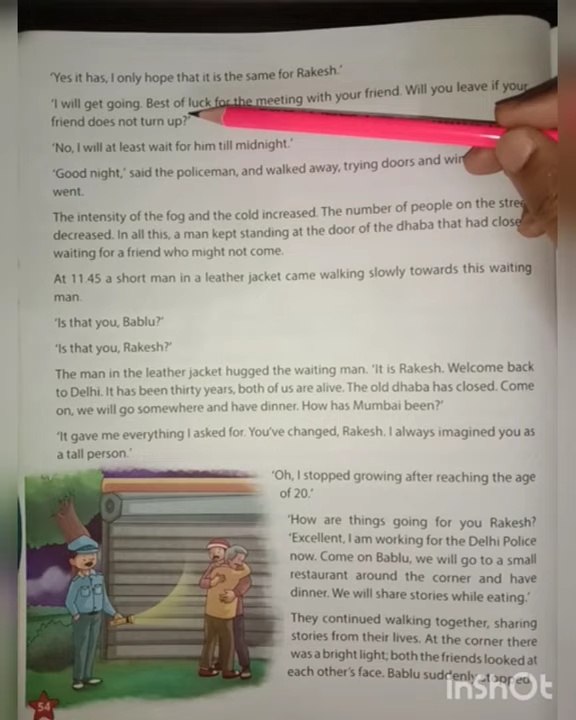 'Yes it has, I only hope that it is the same for Rakesh.'
'I will get going. Best of luck for the meeting with your friend. Will you leave if your
friend does not turn up?'
'No, I will at least wait for him till midnight.'
'Good night,' said the policeman, and walked away, trying doors and
went.
The intensity of the fog and the cold increased. The number of people on the
decreased. In all this, a man kept standing at the door of the dhaba that had
waiting for a friend who might not come.
At 11.45 a short man in a leather jacket came walking slowly towards this waiting
man.
'Is that you, Bablu?'
'Is that you, Rakesh?'
The man in the leather jacket hugged the waiting man. 'It is Rakesh. Welcome back
to Delhi. It has been thirty years, both of us are alive. The old dhaba has closed. Come
on, we will go somewhere and have dinner. How has Mumbai been?'
'It gave me everything I asked for. You've changed, Rakesh. I always imagined you as
a tall person.'
'Oh, I stopped growing after reaching the age
of 20.'
'How are things going for you Rakesh?
'Excellent, I am working for the Delhi Police
now. Come on Bablu, we will go to a small
restaurant around the corner and have
dinner. We will share stories while eating.'
They continued walking together, sharing
stories from their lives. At the corner there
was a bright light; both the friends looked at
each other's face. Bablu suddenly stopped
InShOt
54